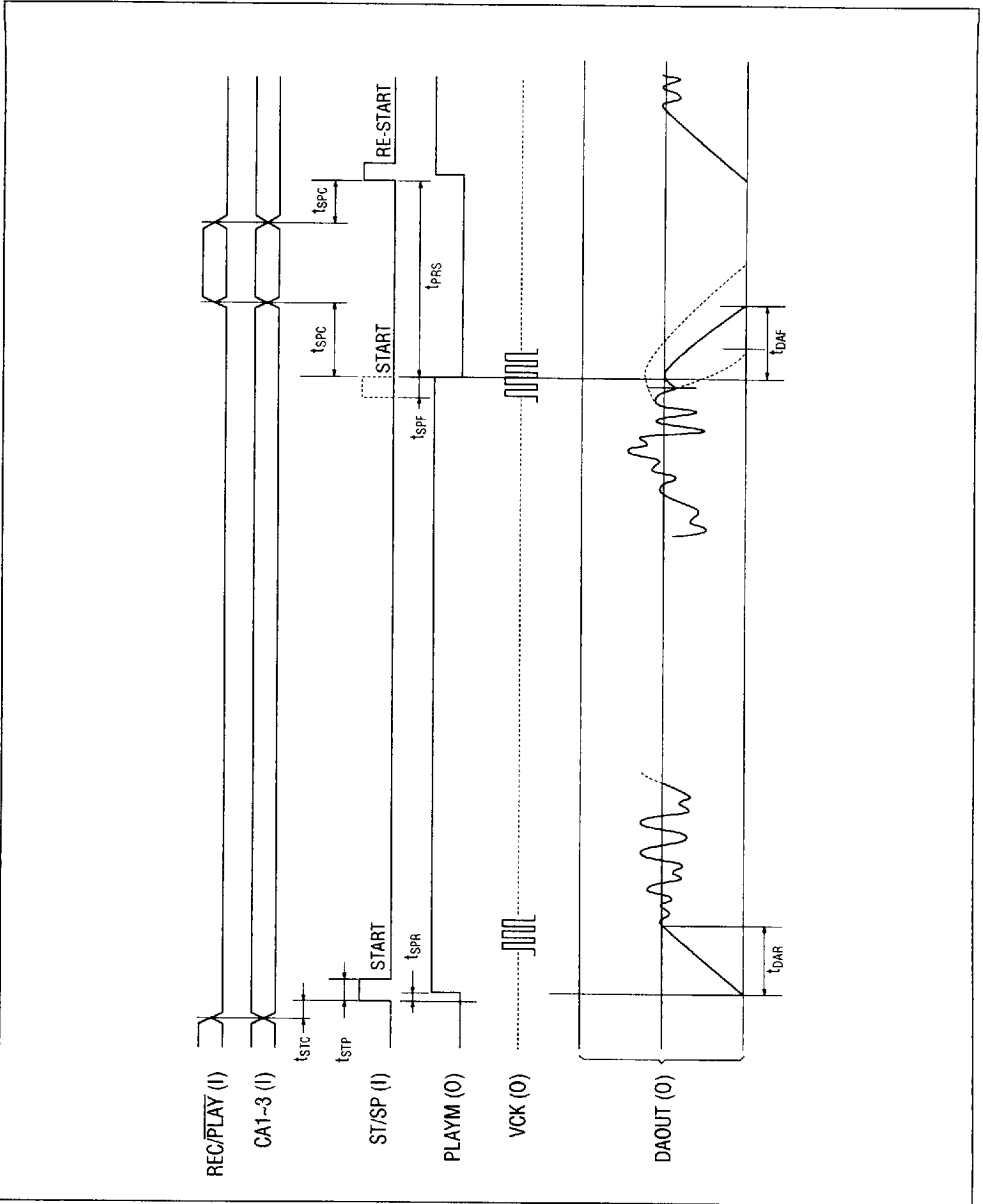 REC/PLAY (I)
CA1~3 (I)
ST/SP (I)
PLAYM (O)
VCK (O)
DAOUT (O)
tSTC
tSTP
START
tSPR
tDAR
tSPF
START
tSPC
tPRS
tSPC
RE-START
tDAF